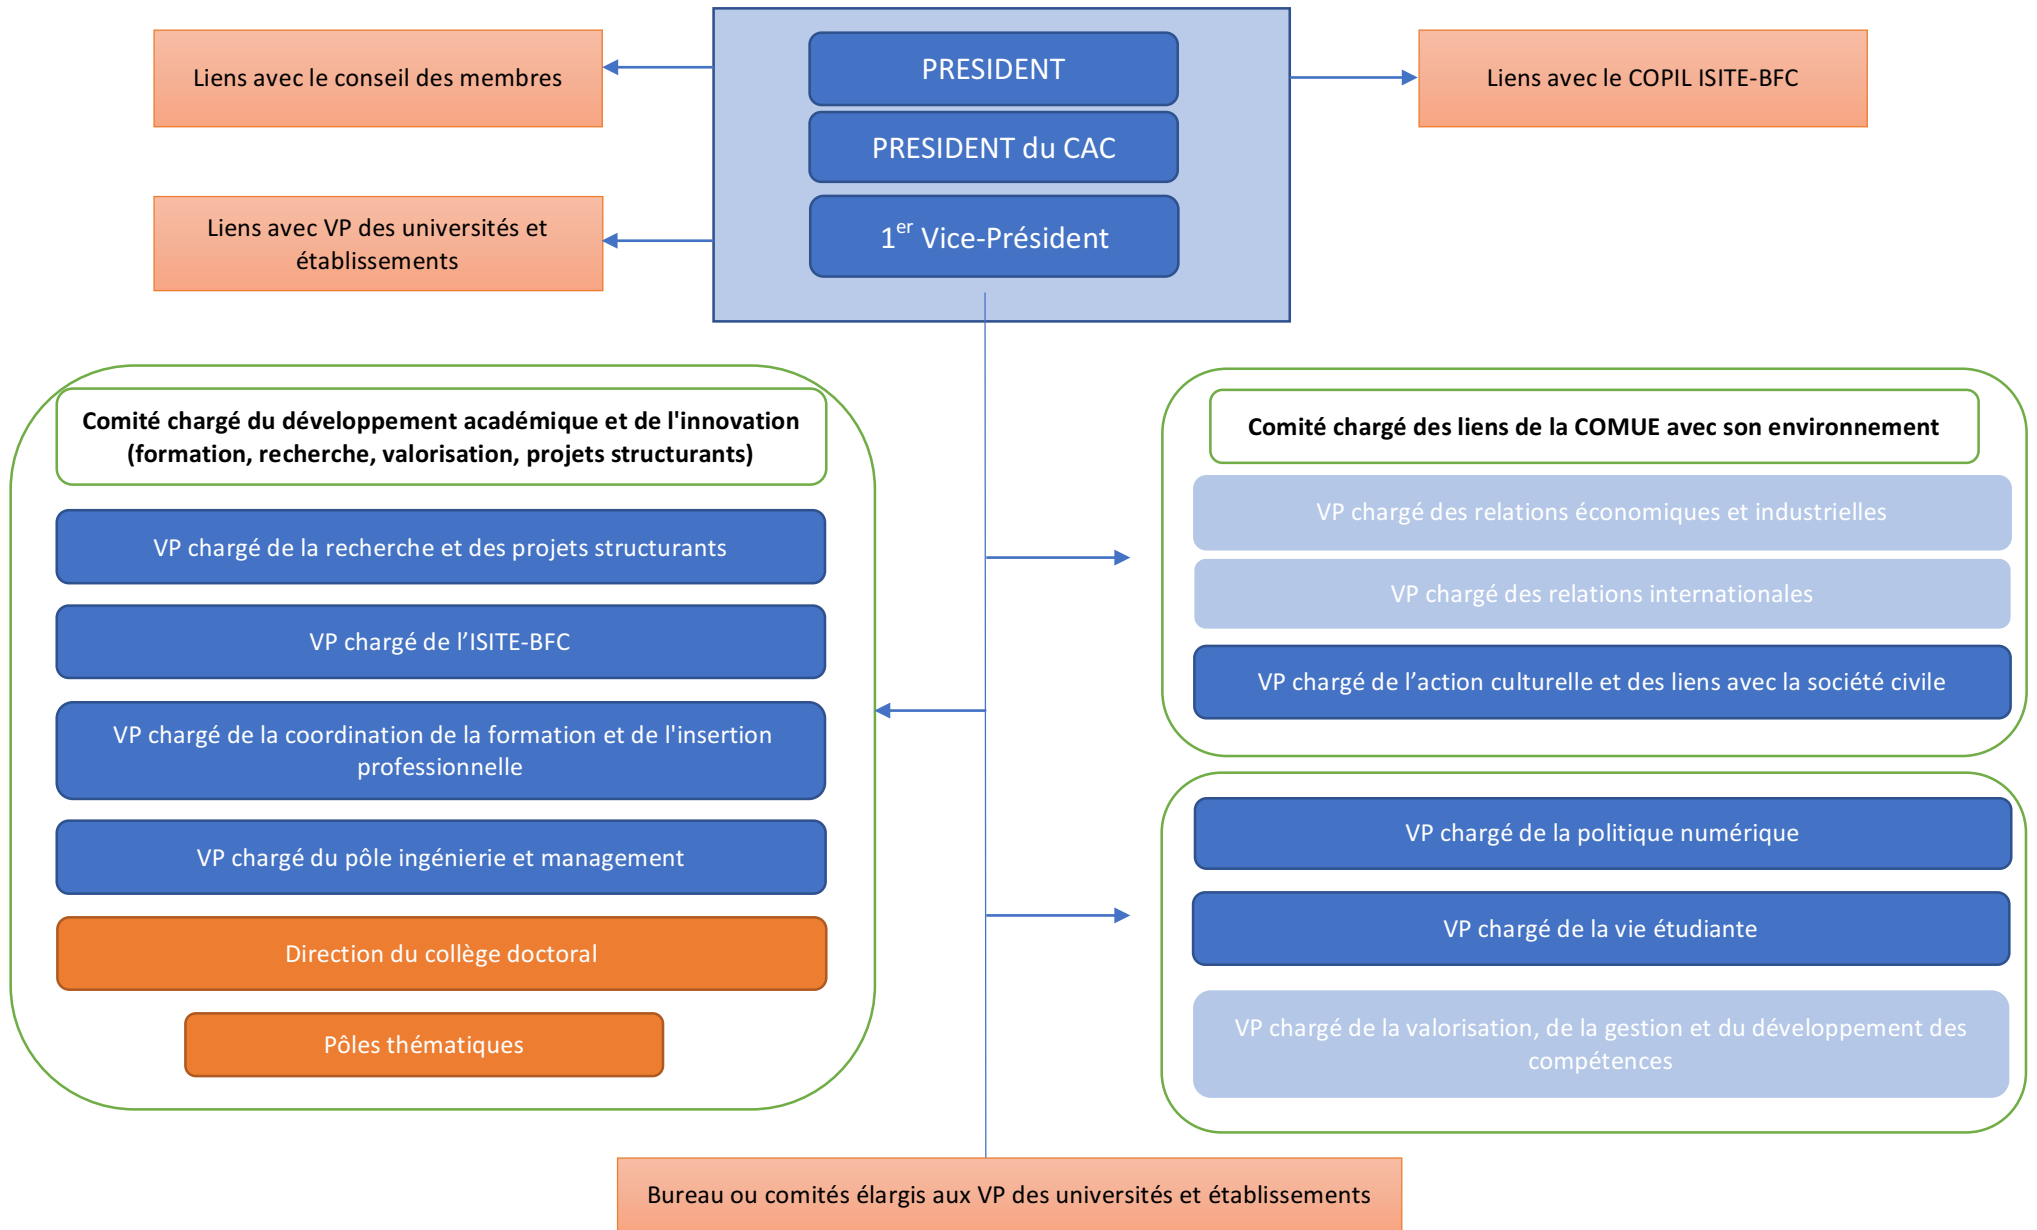 Liens avec le conseil des membres
PRESIDENT
Liens avec le COPIL ISITE-BFC
PRESIDENT du CAC
Liens avec VP des universités et
établissements
1er Vice-Président
Comité chargé du développement académique et de l'innovation
(formation, recherche, valorisation, projets structurants)
VP chargé de la recherche et des projets structurants
VP chargé de l’ISITE-BFC
VP chargé de la coordination de la formation et de l'insertion
professionnelle
VP chargé du pôle ingénierie et management
Direction du collège doctoral
Pôles thématiques
Comité chargé des liens de la COMUE avec son environnement
VP chargé des relations économiques et industrielles
VP chargé des relations internationales
VP chargé de l’action culturelle et des liens avec la société civile
VP chargé de la politique numérique
VP chargé de la vie étudiante
VP chargé de la valorisation, de la gestion et du développement des
compétences
Bureau ou comités élargis aux VP des universités et établissements